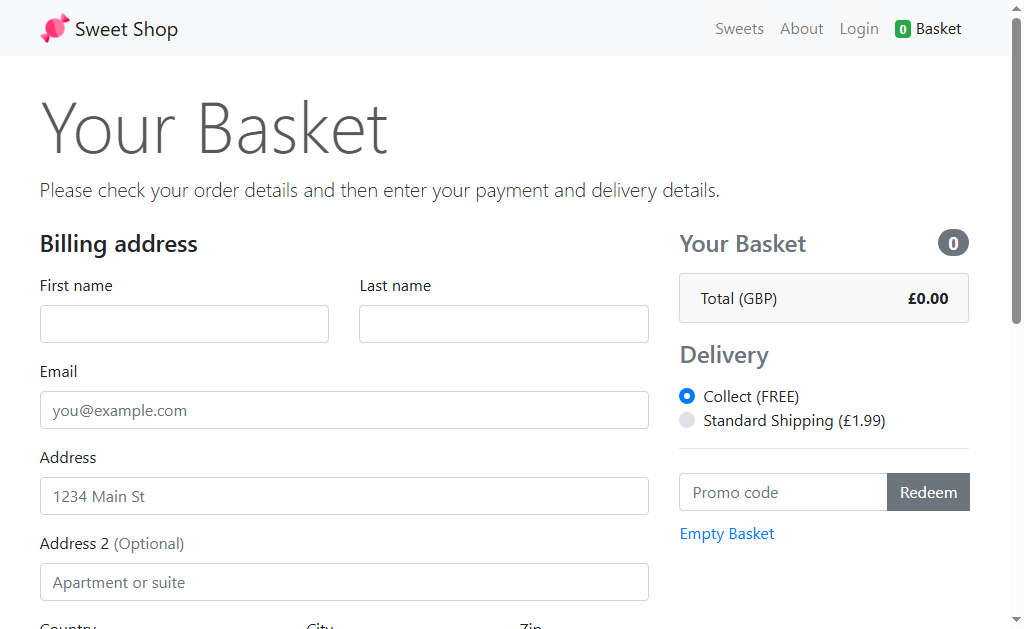 Sweet Shop
Sweets About Login 0 Basket
Your Basket
Please check your order details and then enter your payment and delivery details.
Billing address
First name Last name
Email
you@example.com
Address
1234 Main St
Address 2 (Optional)
Apartment or suite
Country City Zip
Your Basket 0
Total (GBP) £0.00
Delivery
Collect (FREE)
Standard Shipping (£1.99)
Promo code Redeem
Empty Basket